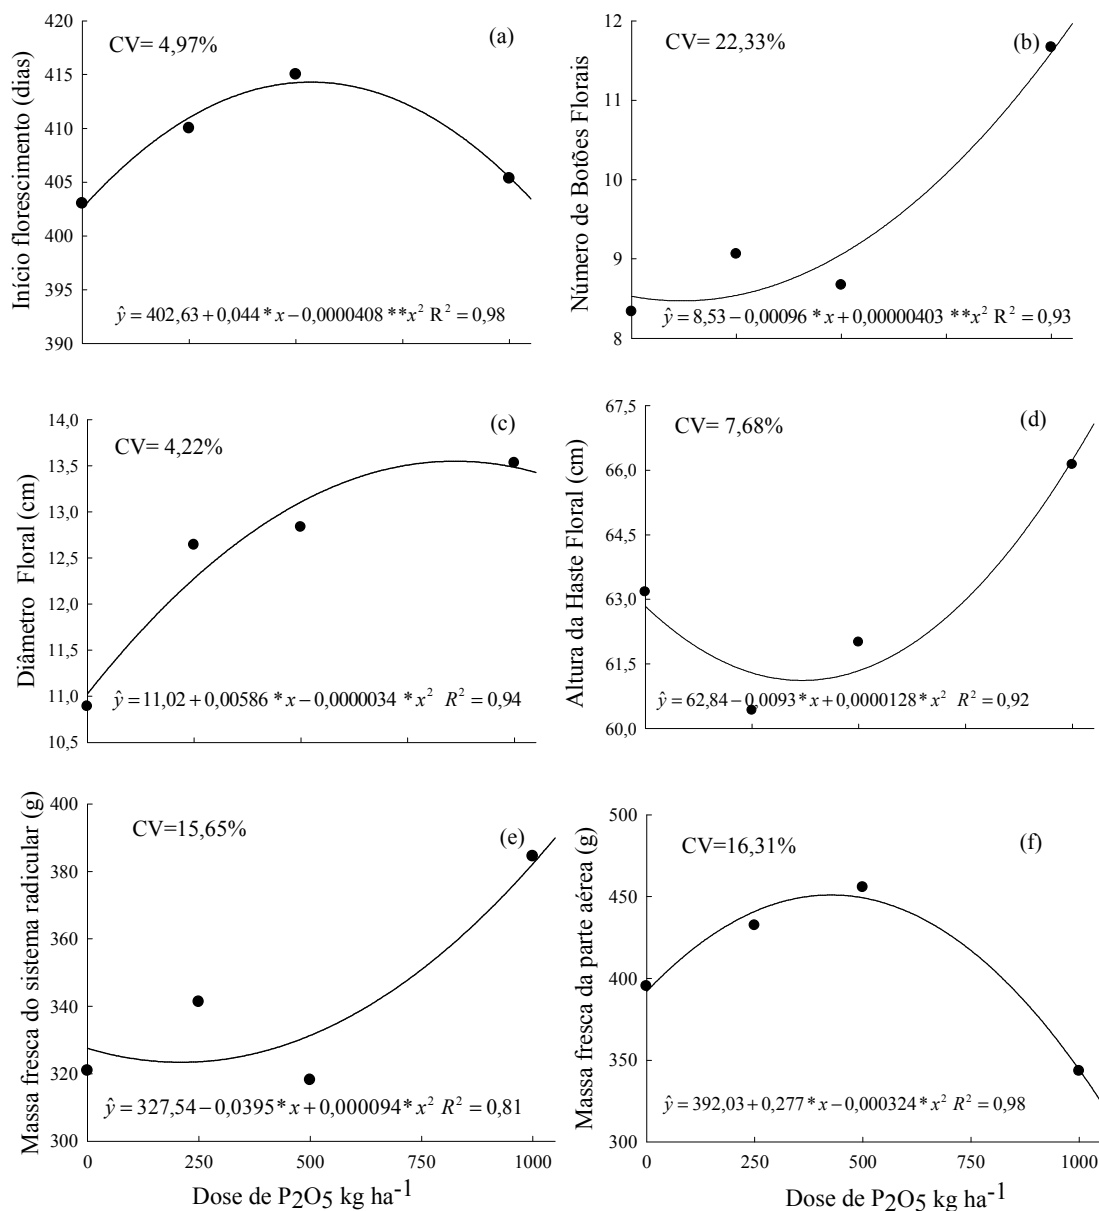 Início florescimento (dias)
420
415
410
405
400
395
390
CV= 4,97%
(a)
ŷ = 402,63 + 0,044 * x − 0,0000408 ** x² R² = 0,98
Número de Botões Florais
12
11
10
9
8
CV= 22,33%
(b)
ŷ = 8,53 − 0,00096 * x + 0,00000403 ** x² R² = 0,93
Diâmetro Floral (cm)
14,0
13,5
13,0
12,5
12,0
11,5
11,0
10,5
CV= 4,22%
(c)
ŷ = 11,02 + 0,00586 * x − 0,0000034 * x² R² = 0,94
Altura da Haste Floral (cm)
67,5
66,0
64,5
63,0
61,5
60,0
CV= 7,68%
(d)
ŷ = 62,84 − 0,0093 * x + 0,0000128 * x² R² = 0,92
Massa fresca do sistema radicular (g)
400
380
360
340
320
300
CV=15,65%
(e)
ŷ = 327,54 − 0,0395 * x + 0,000094 * x² R² = 0,81
0 250 500 750 1000
Dose de P₂O₅ kg ha⁻¹
Massa fresca da parte aérea (g)
500
450
400
350
300
CV=16,31%
(f)
ŷ = 392,03 + 0,277 * x − 0,000324 * x² R² = 0,98
0 250 500 750 1000
Dose de P₂O₅ kg ha⁻¹